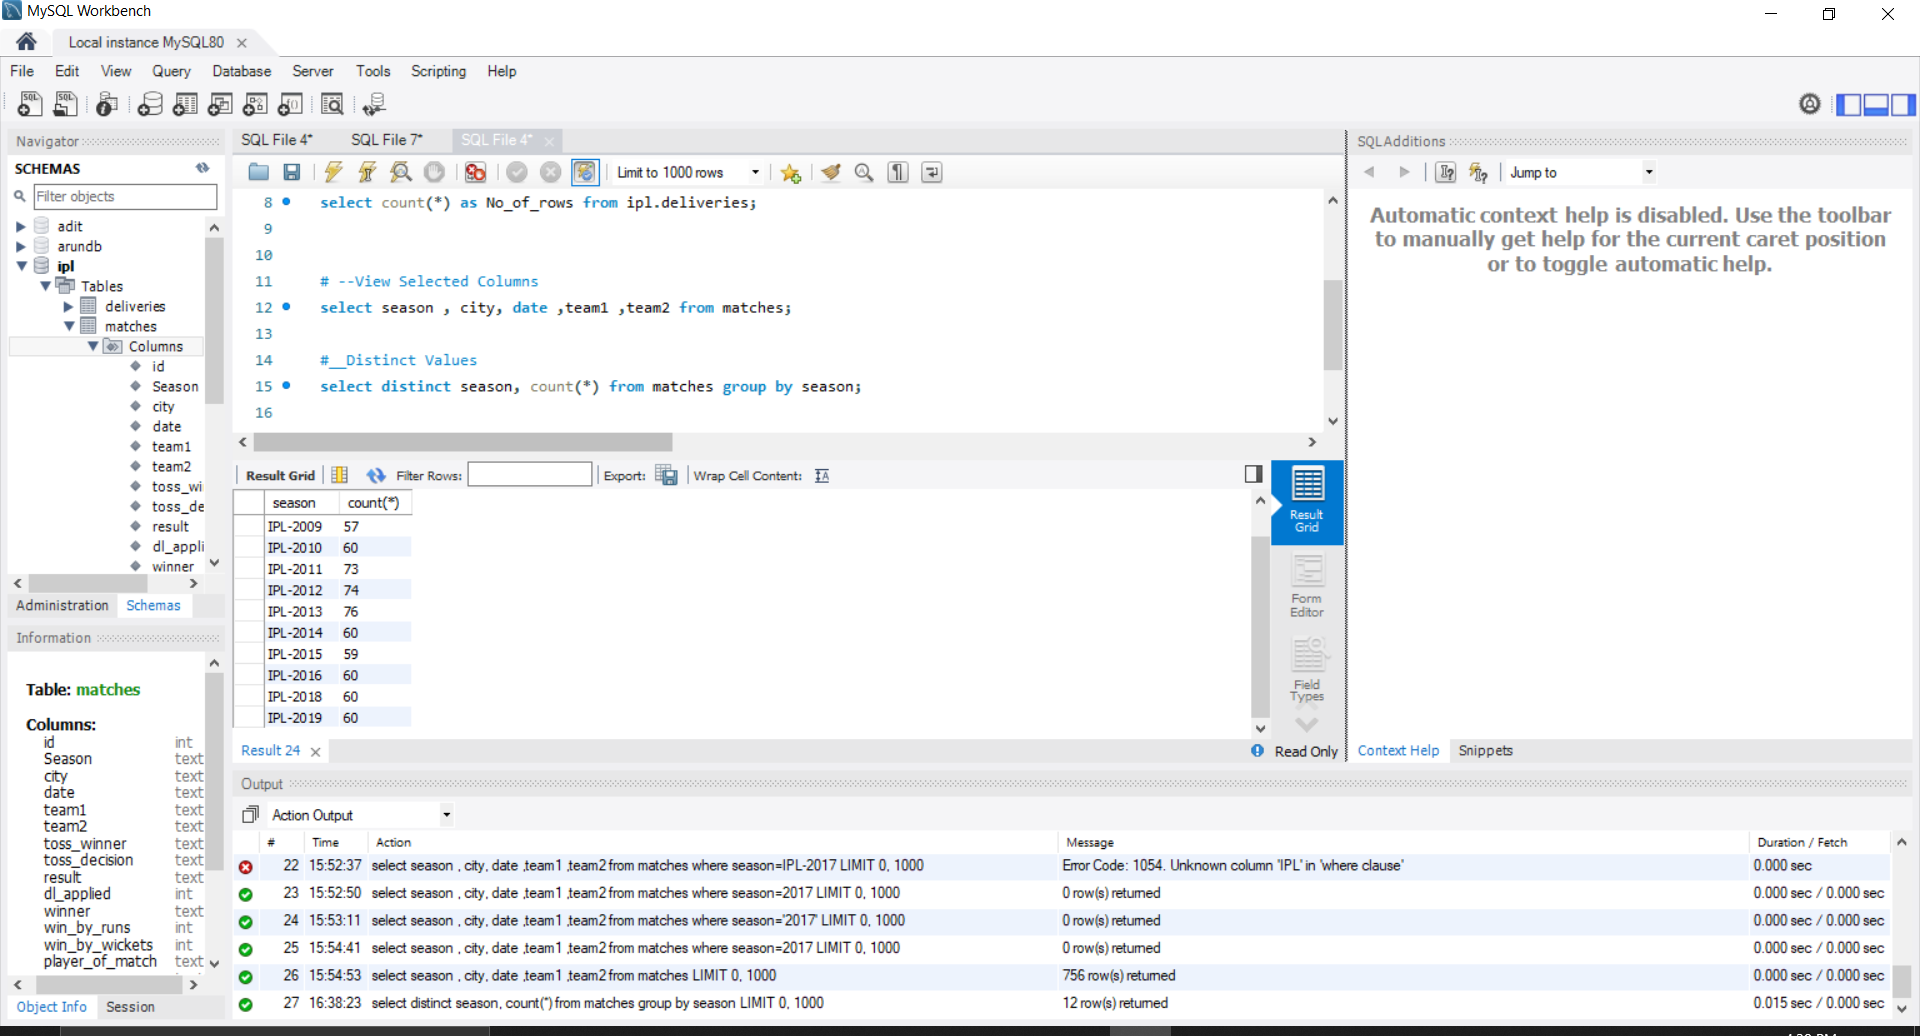 MySQL Workbench
Local instance MySQL80
File Edit View Query Database Server Tools Scripting Help
Navigator
SCHEMAS
Filter objects
adit
arundb
ipl
Tables
deliveries
matches
Columns
id
Season
city
date
team1
team2
toss_wi
toss_de
result
dl_appli
winner
Administration Schemas
Information
Table: matches
Columns:
id int
Season text
city text
date text
team1 text
team2 text
toss_winner text
toss_decision text
result text
dl_applied int
winner text
win_by_runs int
win_by_wickets int
player_of_match text
Object Info Session
SQL File 4* SQL File 7* SQL File 4*
Limit to 1000 rows
8 select count(*) as No_of_rows from ipl.deliveries;
9
10
11 # --View Selected Columns
12 select season , city, date ,team1 ,team2 from matches;
13
14 #__Distinct Values
15 select distinct season, count(*) from matches group by season;
16
Result Grid Filter Rows: Export: Wrap Cell Content:
season count(*)
IPL-2009 57
IPL-2010 60
IPL-2011 73
IPL-2012 74
IPL-2013 76
IPL-2014 60
IPL-2015 59
IPL-2016 60
IPL-2018 60
IPL-2019 60
Result Grid
Form Editor
Field Types
Result 24
Read Only
SQLAdditions
Jump to
Automatic context help is disabled. Use the toolbar
to manually get help for the current caret position
or to toggle automatic help.
Context Help Snippets
Output
Action Output
# Time Action Message Duration / Fetch
22 15:52:37 select season , city, date ,team1 ,team2 from matches where season=IPL-2017 LIMIT 0, 1000 Error Code: 1054. Unknown column 'IPL' in 'where clause' 0.000 sec
23 15:52:50 select season , city, date ,team1 ,team2 from matches where season=2017 LIMIT 0, 1000 0 row(s) returned 0.000 sec / 0.000 sec
24 15:53:11 select season , city, date ,team1 ,team2 from matches where season='2017' LIMIT 0, 1000 0 row(s) returned 0.000 sec / 0.000 sec
25 15:54:41 select season , city, date ,team1 ,team2 from matches where season=2017 LIMIT 0, 1000 0 row(s) returned 0.000 sec / 0.000 sec
26 15:54:53 select season , city, date ,team1 ,team2 from matches LIMIT 0, 1000 756 row(s) returned 0.000 sec / 0.000 sec
27 16:38:23 select distinct season, count(*) from matches group by season LIMIT 0, 1000 12 row(s) returned 0.015 sec / 0.000 sec